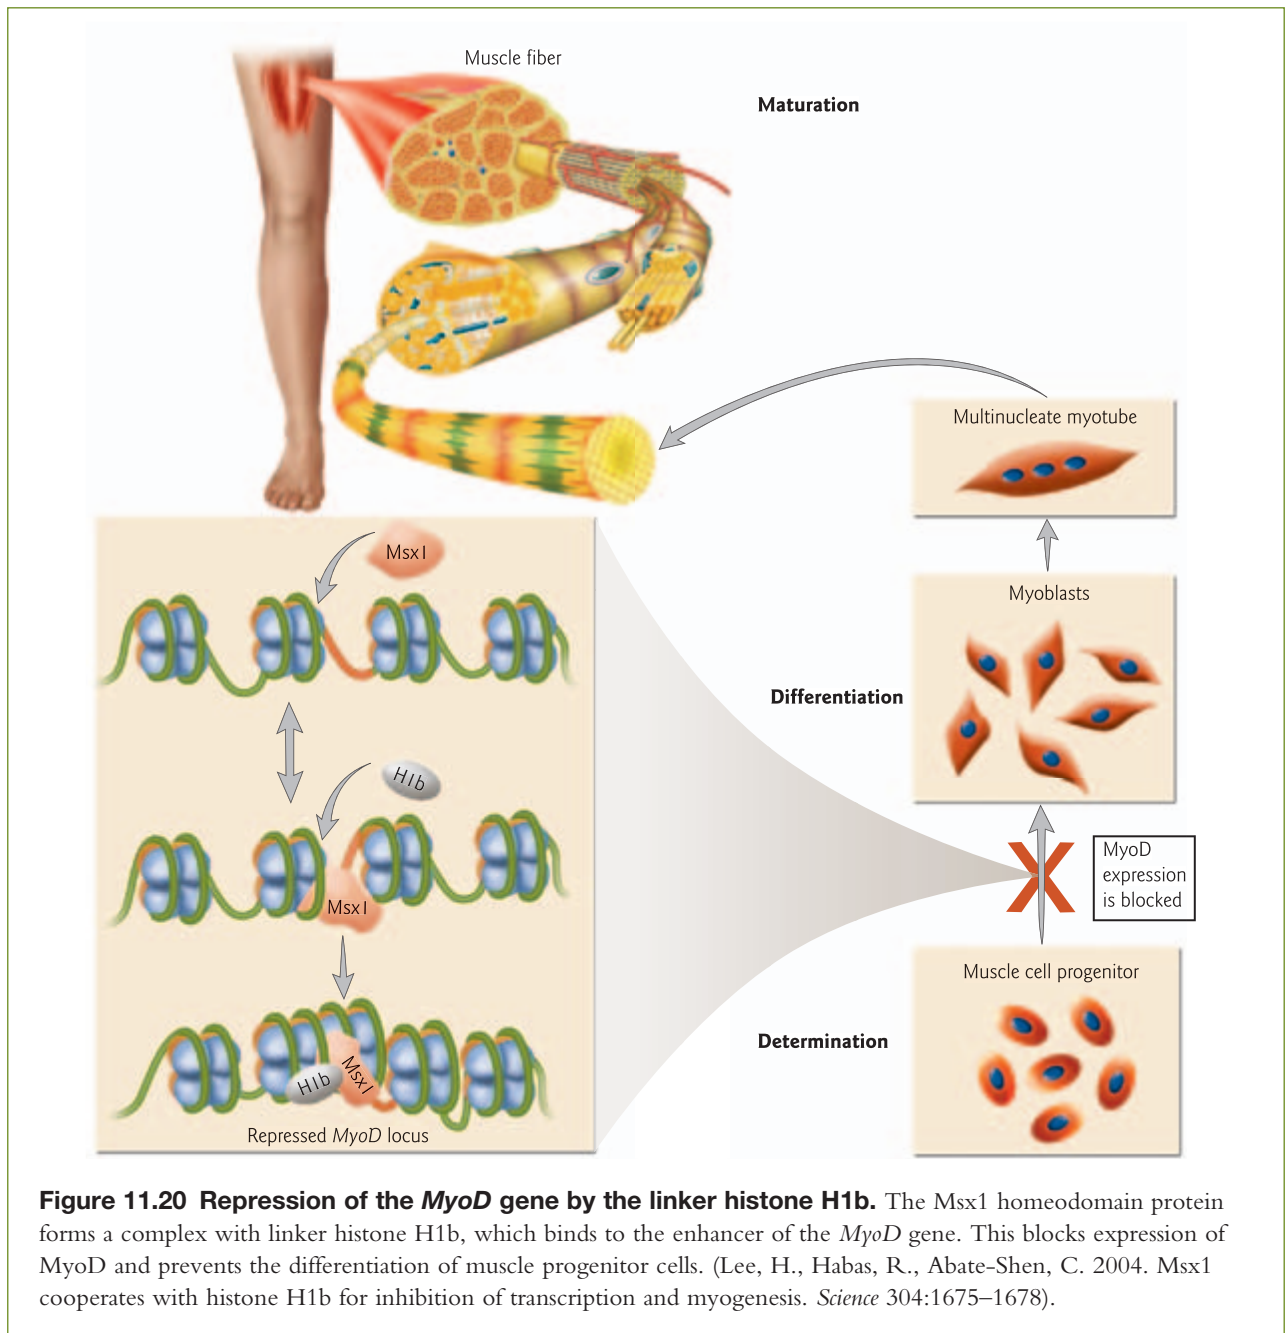 Muscle fiber
Maturation
Multinucleate myotube
Msx1
Myoblasts
Differentiation
H1b
MyoD
expression
is blocked
Msx1
Muscle cell progenitor
Determination
Msx1
H1b
Repressed MyoD locus
Figure 11.20 Repression of the MyoD gene by the linker histone H1b. The Msx1 homeodomain protein
forms a complex with linker histone H1b, which binds to the enhancer of the MyoD gene. This blocks expression of
MyoD and prevents the differentiation of muscle progenitor cells. (Lee, H., Habas, R., Abate-Shen, C. 2004. Msx1
cooperates with histone H1b for inhibition of transcription and myogenesis. Science 304:1675–1678).